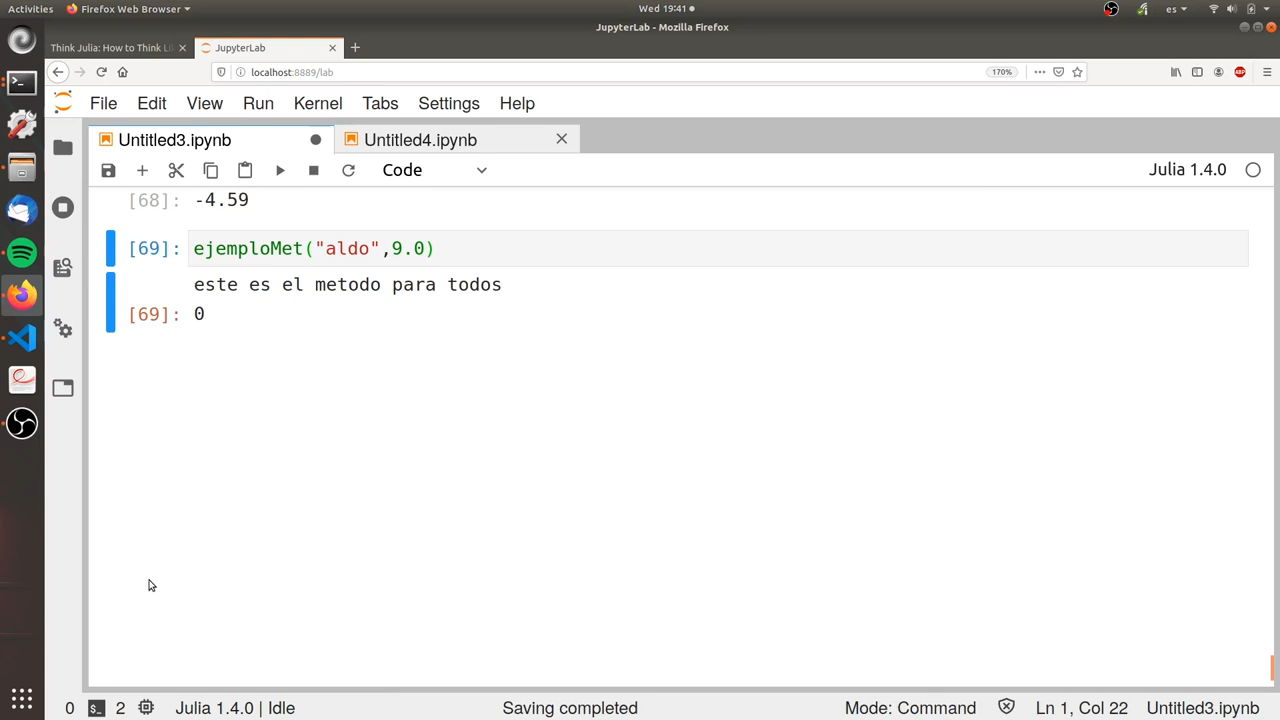 Activities Firefox Web Browser Wed 19:41 es
JupyterLab - Mozilla Firefox
Think Julia: How to Think Li JupyterLab
localhost:8889/lab 170% ABP
File Edit View Run Kernel Tabs Settings Help
Untitled3.ipynb Untitled4.ipynb
Code Julia 1.4.0
[68]: -4.59
[69]: ejemploMet("aldo",9.0)
este es el metodo para todos
[69]: 0
0 2 Julia 1.4.0 | Idle Saving completed Mode: Command Ln 1, Col 22 Untitled3.ipynb